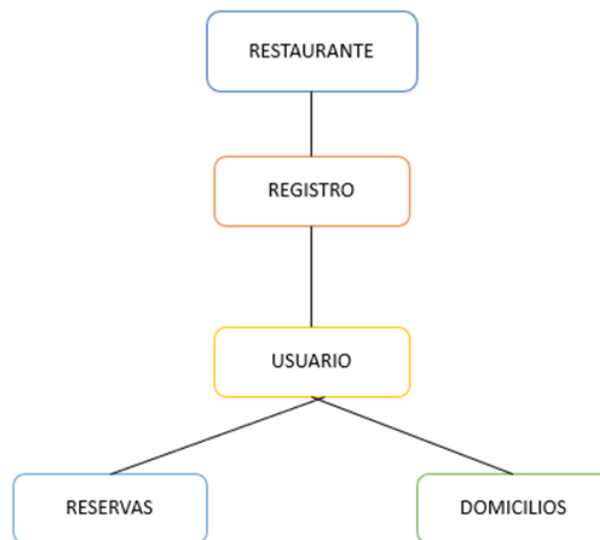 RESTAURANTE
REGISTRO
USUARIO
RESERVAS
DOMICILIOS